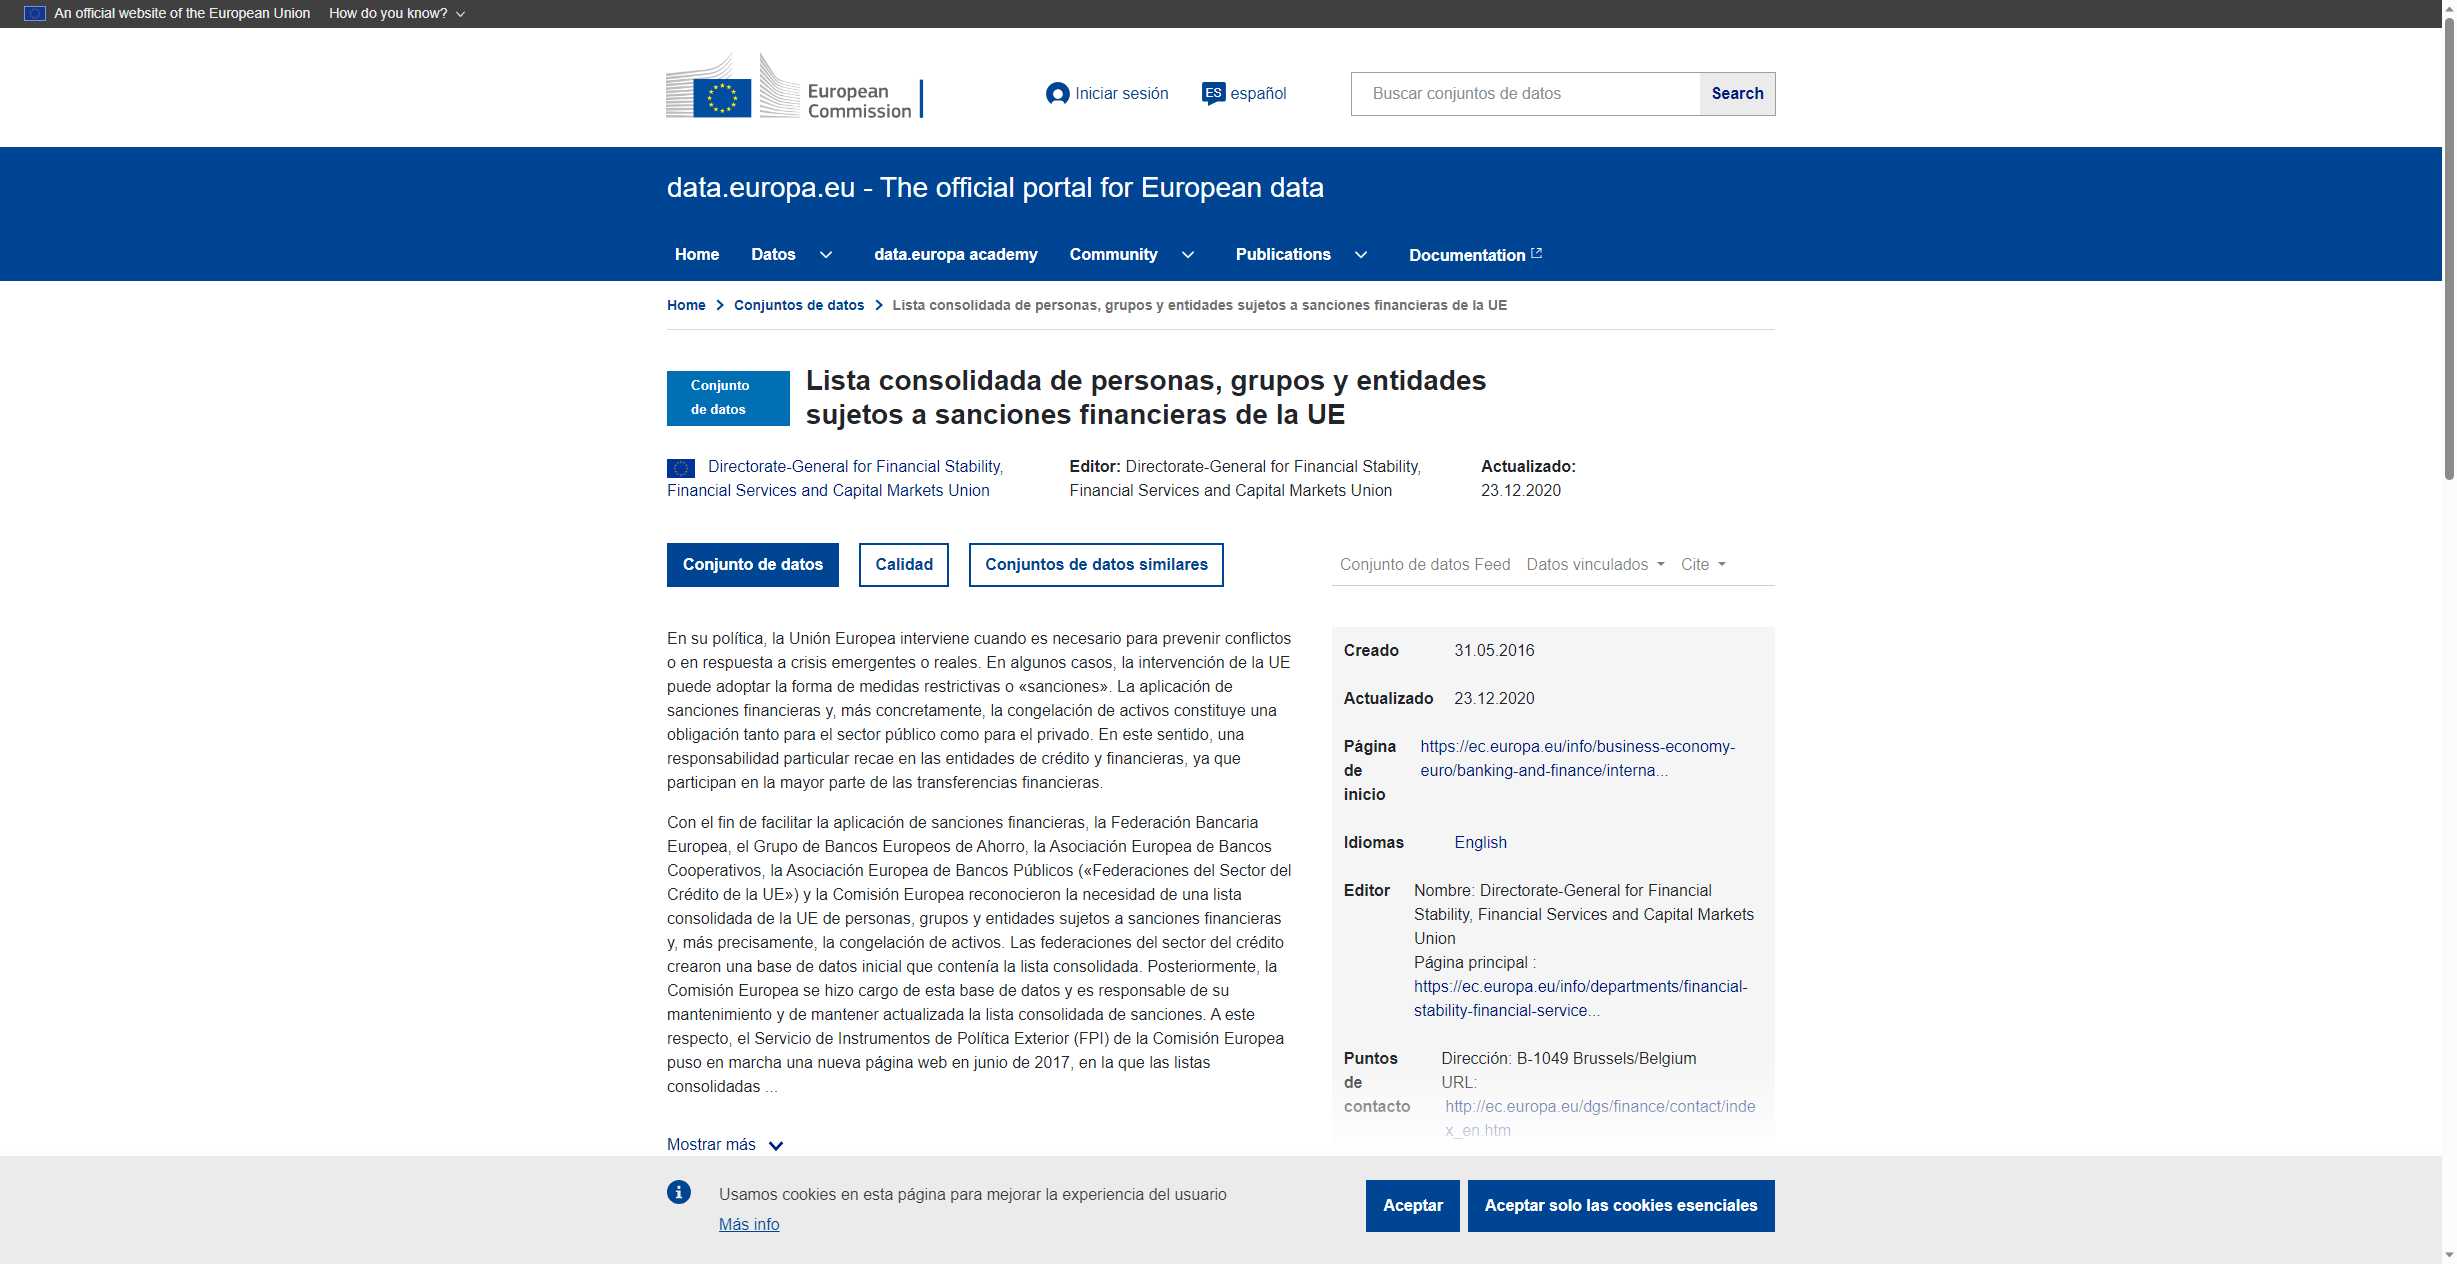 An official website of the European Union How do you know?
European
Commission
Iniciar sesión
ES español
Buscar conjuntos de datos
Search
data.europa.eu - The official portal for European data
Home Datos data.europa academy Community Publications Documentation
Home Conjuntos de datos Lista consolidada de personas, grupos y entidades sujetos a sanciones financieras de la UE
Conjunto
de datos
Lista consolidada de personas, grupos y entidades
sujetos a sanciones financieras de la UE
Directorate-General for Financial Stability,
Financial Services and Capital Markets Union
Editor: Directorate-General for Financial Stability,
Financial Services and Capital Markets Union
Actualizado:
23.12.2020
Conjunto de datos Calidad Conjuntos de datos similares
Conjunto de datos Feed Datos vinculados Cite
En su política, la Unión Europea interviene cuando es necesario para prevenir conflictos
o en respuesta a crisis emergentes o reales. En algunos casos, la intervención de la UE
puede adoptar la forma de medidas restrictivas o «sanciones». La aplicación de
sanciones financieras y, más concretamente, la congelación de activos constituye una
obligación tanto para el sector público como para el privado. En este sentido, una
responsabilidad particular recae en las entidades de crédito y financieras, ya que
participan en la mayor parte de las transferencias financieras.
Con el fin de facilitar la aplicación de sanciones financieras, la Federación Bancaria
Europea, el Grupo de Bancos Europeos de Ahorro, la Asociación Europea de Bancos
Cooperativos, la Asociación Europea de Bancos Públicos («Federaciones del Sector del
Crédito de la UE») y la Comisión Europea reconocieron la necesidad de una lista
consolidada de la UE de personas, grupos y entidades sujetos a sanciones financieras
y, más precisamente, la congelación de activos. Las federaciones del sector del crédito
crearon una base de datos inicial que contenía la lista consolidada. Posteriormente, la
Comisión Europea se hizo cargo de esta base de datos y es responsable de su
mantenimiento y de mantener actualizada la lista consolidada de sanciones. A este
respecto, el Servicio de Instrumentos de Política Exterior (FPI) de la Comisión Europea
puso en marcha una nueva página web en junio de 2017, en la que las listas
consolidadas ...
Mostrar más
Creado 31.05.2016
Actualizado 23.12.2020
Página https://ec.europa.eu/info/business-economy-
de euro/banking-and-finance/interna...
inicio
Idiomas English
Editor Nombre: Directorate-General for Financial
Stability, Financial Services and Capital Markets
Union
Página principal :
https://ec.europa.eu/info/departments/financial-
stability-financial-service...
Puntos Dirección: B-1049 Brussels/Belgium
de URL:
contacto http://ec.europa.eu/dgs/finance/contact/inde
x_en.htm
Usamos cookies en esta página para mejorar la experiencia del usuario
Más info
Aceptar Aceptar solo las cookies esenciales